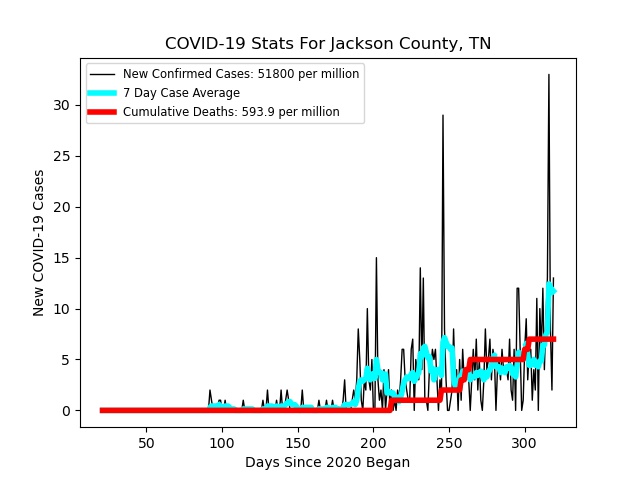 COVID-19 Stats For Jackson County, TN
New Confirmed Cases: 51800 per million
7 Day Case Average
Cumulative Deaths: 593.9 per million
New COVID-19 Cases
30
25
20
15
10
5
0
50 100 150 200 250 300
Days Since 2020 Began